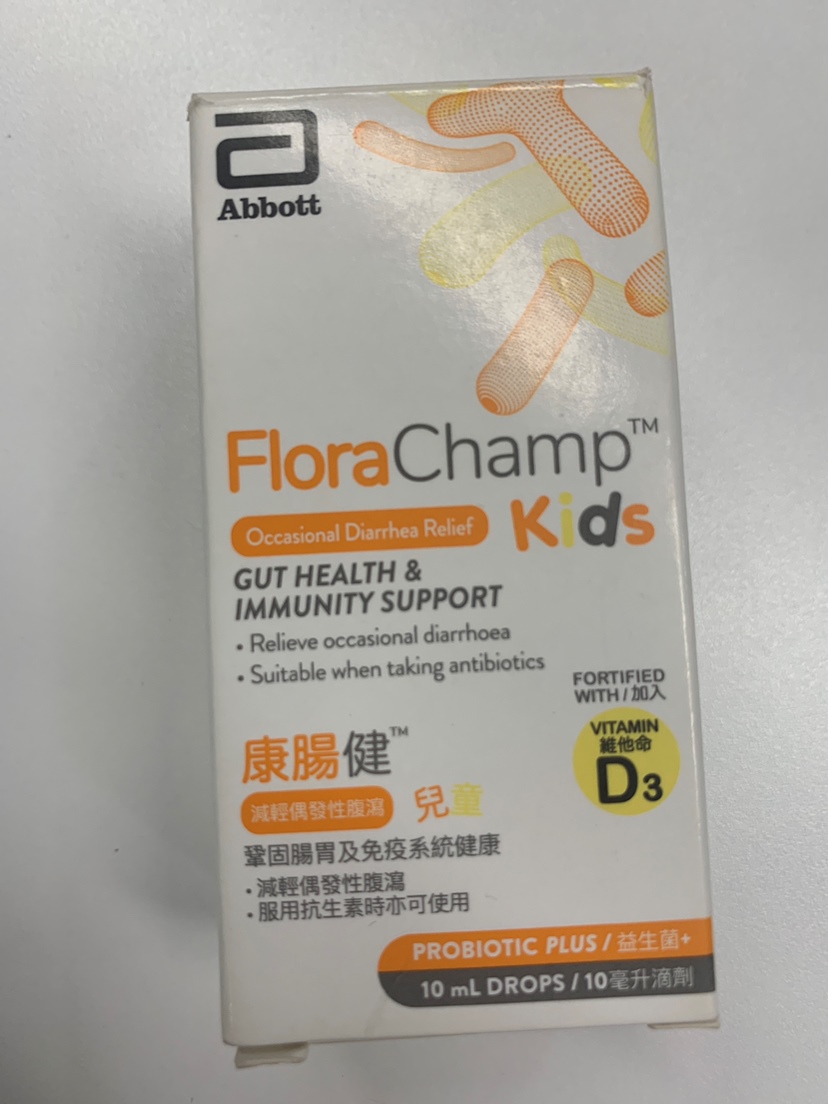 Abbott
FloraChamp™
Occasional Diarrhea Relief
Kids
GUT HEALTH &
IMMUNITY SUPPORT
• Relieve occasional diarrhoea
• Suitable when taking antibiotics
FORTIFIED
WITH / 加入
VITAMIN
維他命
D3
康腸健™
減輕偶發性腹瀉
兒童
鞏固腸胃及免疫系統健康
• 減輕偶發性腹瀉
• 服用抗生素時亦可使用
PROBIOTIC PLUS / 益生菌+
10 mL DROPS / 10毫升滴劑